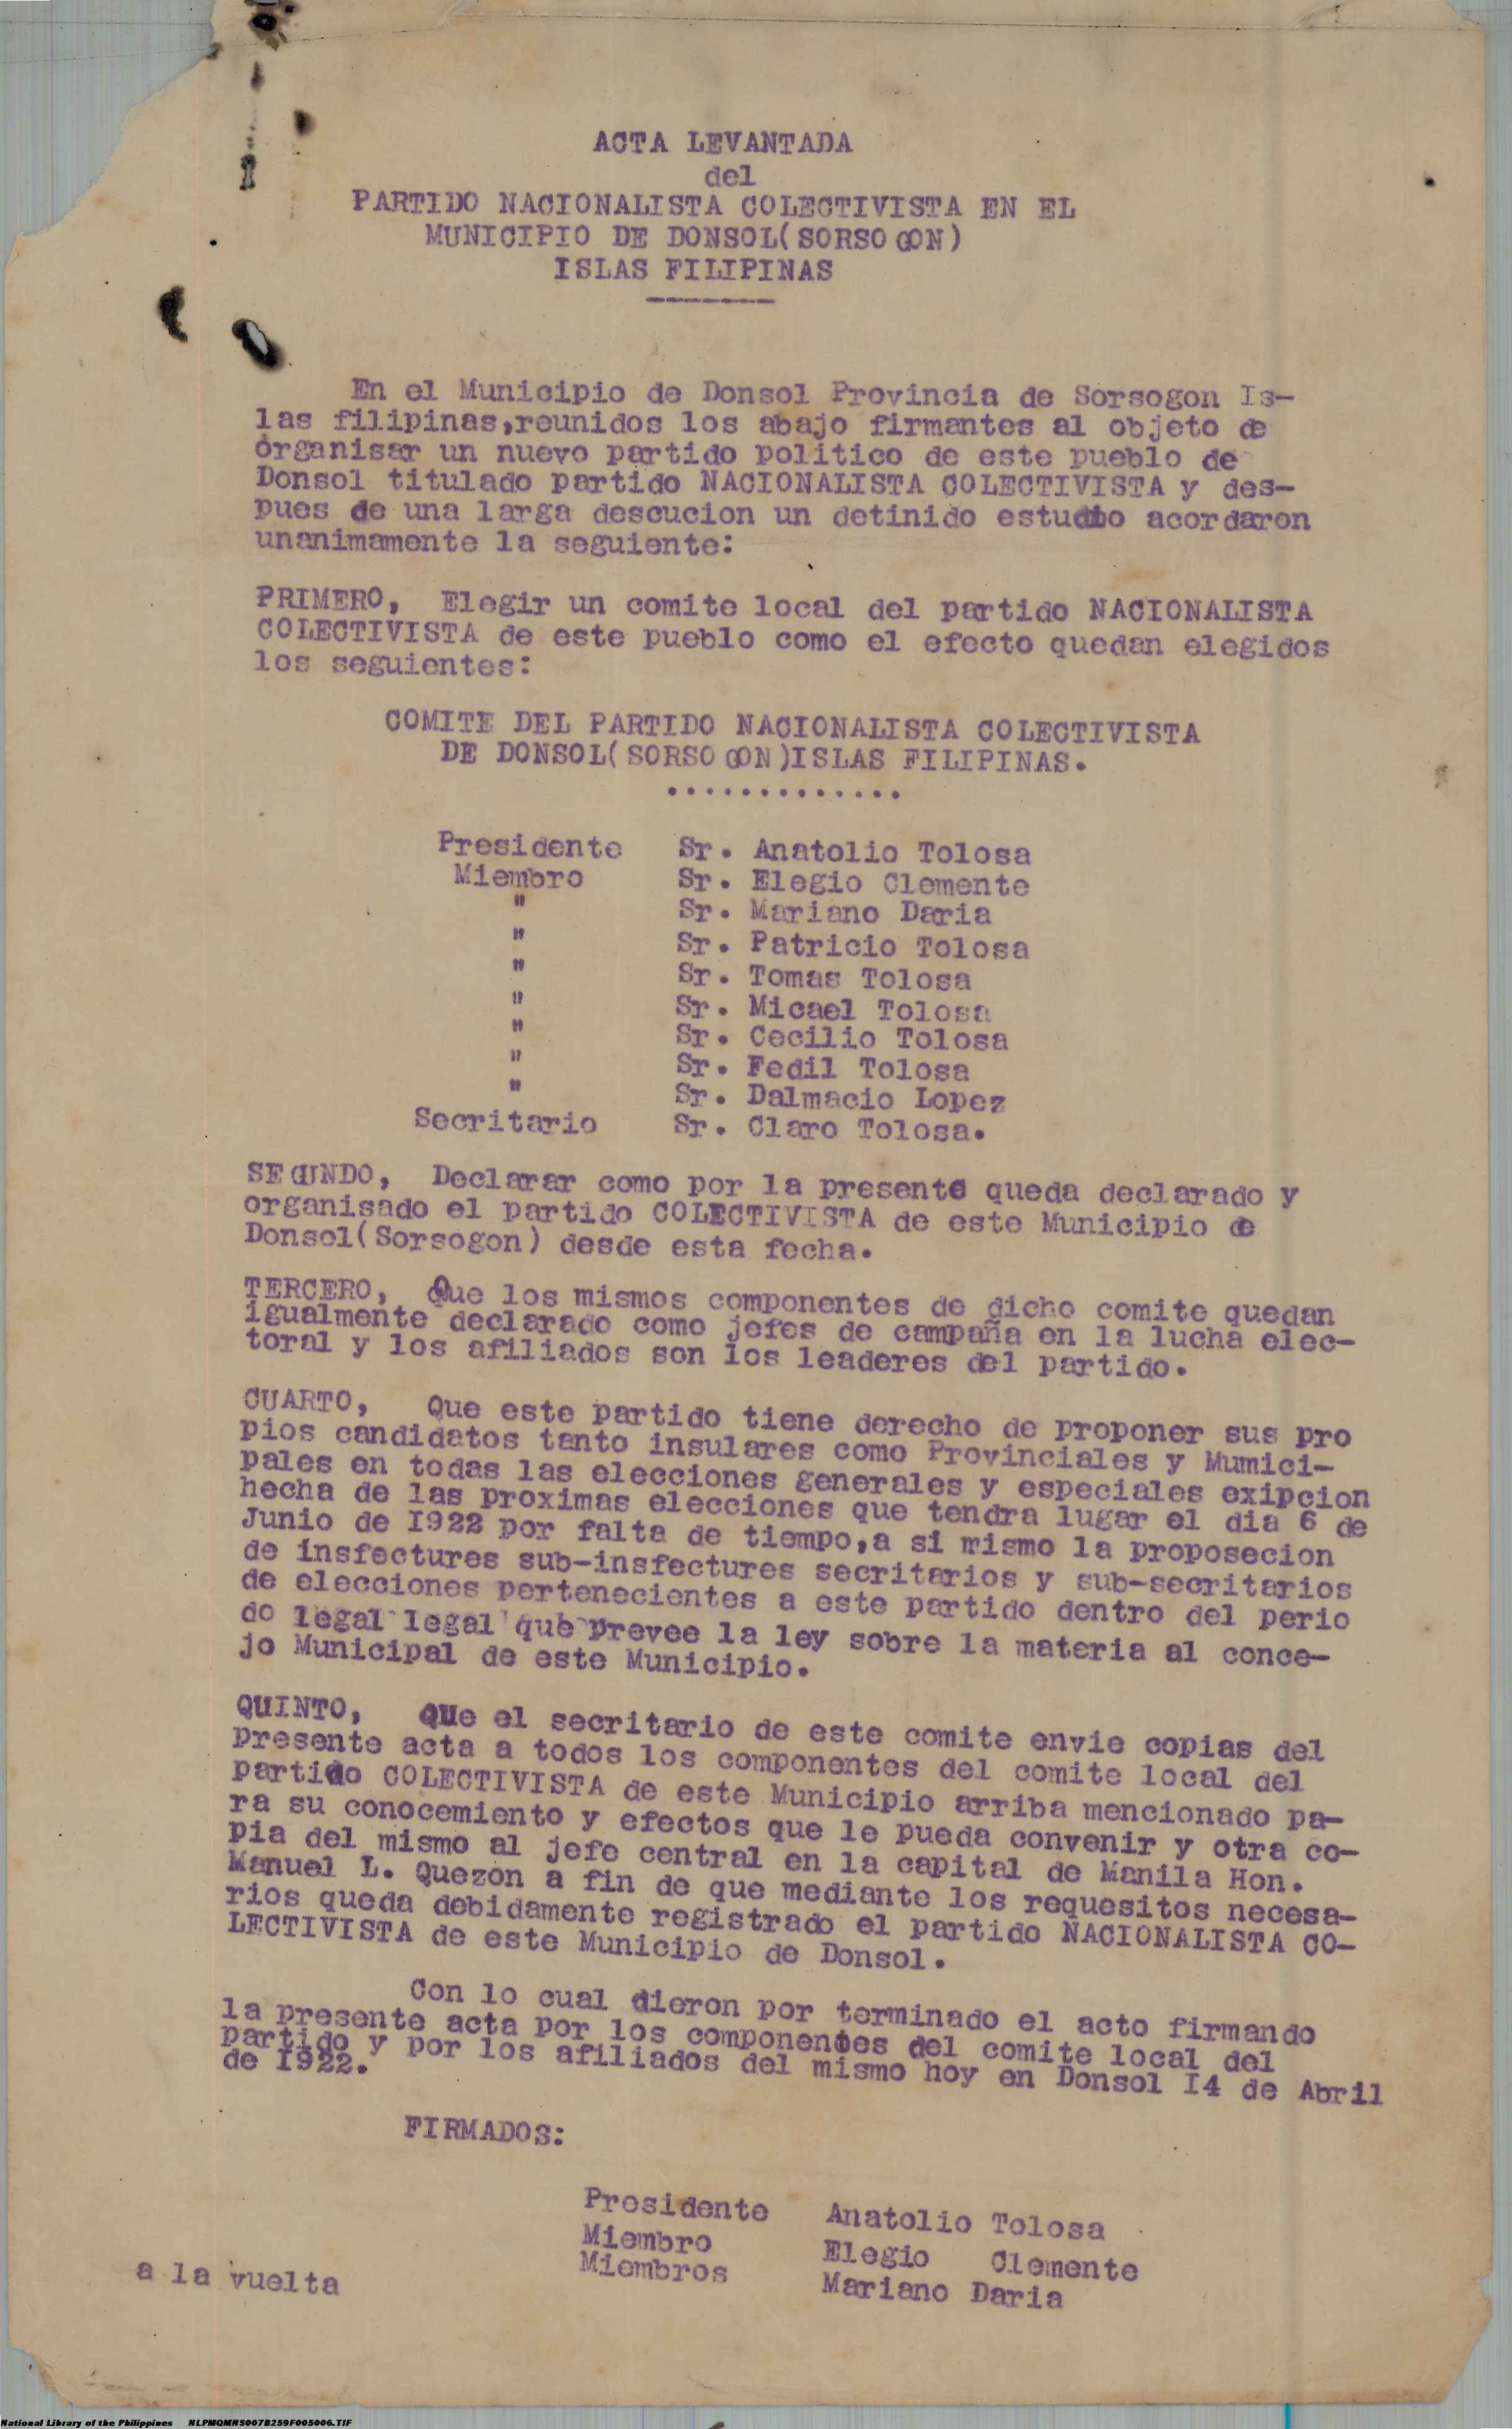 ACTA LEVANTADA
del
PARTIDO NACIONALISTA COLECTIVISTA EN EL
MUNICIPIO DE DONSOL(SORSOGON)
ISLAS FILIPINAS
En el Municipio de Donsol Provincia de Sorsogon Is-
las filipinas,reunidos los abajo firmantes al objeto de
organisar un nuevo partido politico de este pueblo de
Donsol titulado partido NACIONALISTA COLECTIVISTA y des-
pues de una larga descucion un detinido estudio acordaron
unanimamente la seguiente:
PRIMERO, Elegir un comite local del partido NACIONALISTA
COLECTIVISTA de este pueblo como el efecto quedan elegidos
los seguientes:
COMITE DEL PARTIDO NACIONALISTA COLECTIVISTA
DE DONSOL(SORSOGON)ISLAS FILIPINAS.
.............
Presidente Sr. Anatolio Tolosa
Miembro Sr. Elegio Clemente
" Sr. Mariano Daria
" Sr. Patricio Tolosa
" Sr. Tomas Tolosa
" Sr. Micael Tolosa
" Sr. Cecilio Tolosa
" Sr. Fedil Tolosa
" Sr. Dalmacio Lopez
Secritario Sr. Claro Tolosa.
SEGUNDO, Declarar como por la presente queda declarado y
organisado el partido COLECTIVISTA de este Municipio de
Donsol(Sorsogon) desde esta fecha.
TERCERO, Que los mismos componentes de dicho comite quedan
igualmente declarado como jefes de campaña en la lucha elec-
toral y los afiliados son los leaderes del partido.
CUARTO, Que este partido tiene derecho de proponer sus pro
pios candidatos tanto insulares como Provinciales y Mumici-
pales en todas las elecciones generales y especiales exipcion
hecha de las proximas elecciones que tendra lugar el dia 6 de
Junio de I922 por falta de tiempo,a si mismo la proposecion
de insfectures sub-insfectures secritarios y sub-secritarios
de elecciones pertenecientes a este partido dentro del perio
do legal legal que prevee la ley sobre la materia al conce-
jo Municipal de este Municipio.
QUINTO, QUe el secritario de este comite envie copias del
presente acta a todos los componentes del comite local del
partido COLECTIVISTA de este Municipio arriba mencionado pa-
ra su conocemiento y efectos que le pueda convenir y otra co-
pia del mismo al jefe central en la capital de Manila Hon.
Manuel L. Quezon a fin de que mediante los requesitos necesa-
rios queda debidamente registrado el partido NACIONALISTA CO-
LECTIVISTA de este Municipio de Donsol.
Con lo cual dieron por terminado el acto firmando
la presente acta por los componentes del comite local del
partido y por los afiliados del mismo hoy en Donsol I4 de Abril
de I922.
FIRMADOS:
Presidente Anatolio Tolosa
Miembro Elegio Clemente
Miembros Mariano Daria
a la vuelta
National Library of the Philippines NLPMQMNS007B259F005006.TIF